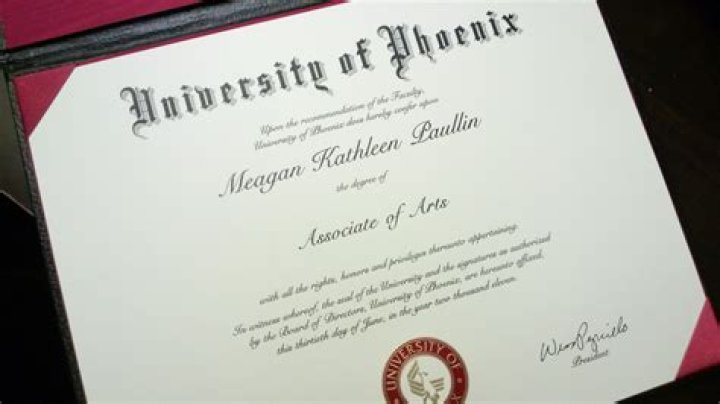 University of Phoenix
Upon the recommendation of the Faculty,
University of Phoenix does hereby confer upon
Meagan Kathleen Paullin
the degree of
Associate of Arts
with all the rights, honors and privileges thereunto appertaining.
In witness whereof, the seal of the University and the signatures as authorized
by the Board of Directors, University of Phoenix, are hereunto affixed,
this thirtieth day of June, in the year two thousand eleven.
President
UNIVERSITY OF